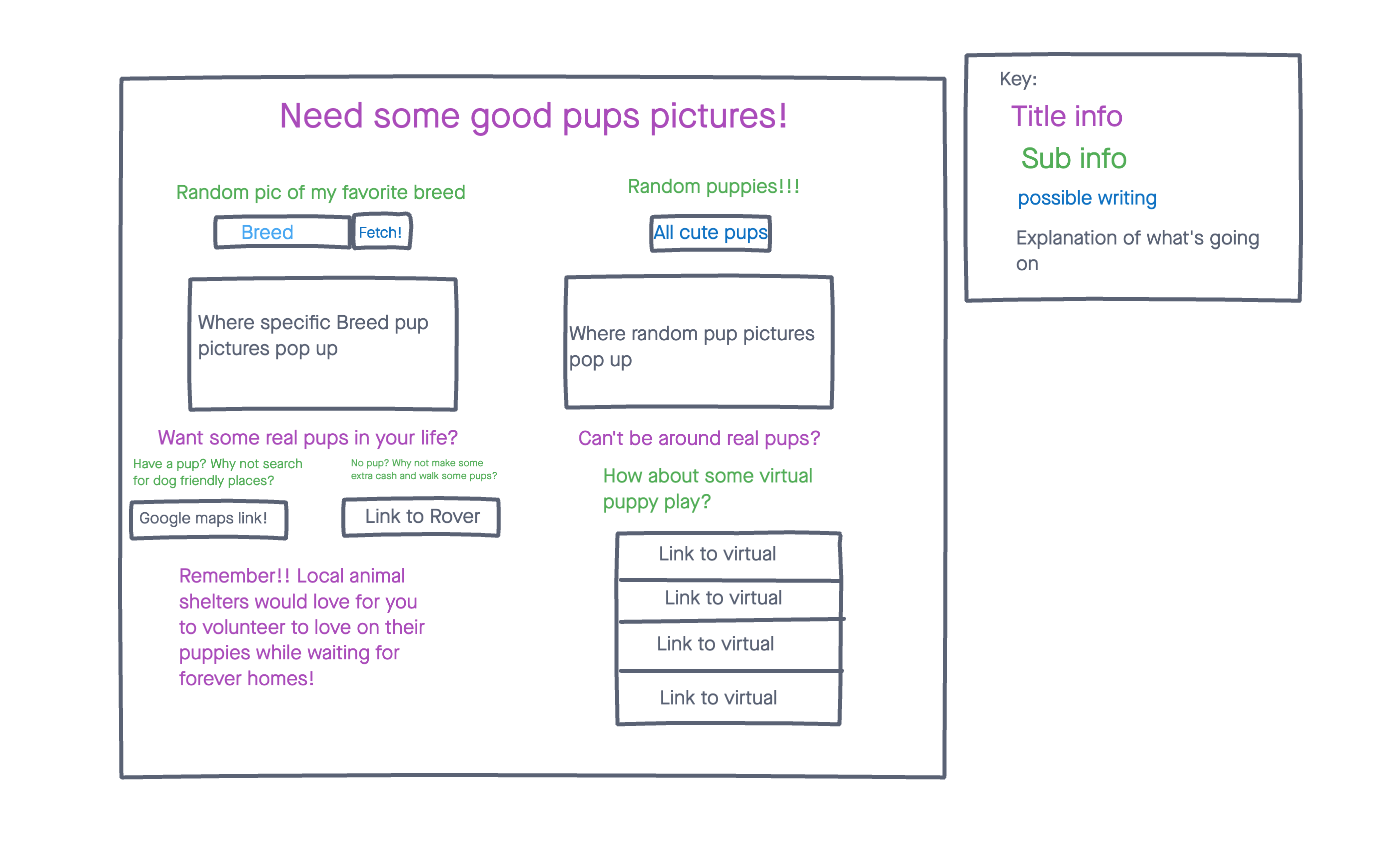 Need some good pups pictures!
Random pic of my favorite breed
Breed
Fetch!
Where specific Breed pup
pictures pop up
Random puppies!!!
All cute pups
Where random pup pictures
pop up
Want some real pups in your life?
Have a pup? Why not search
for dog friendly places?
Google maps link!
No pup? Why not make some
extra cash and walk some pups?
Link to Rover
Remember!! Local animal
shelters would love for you
to volunteer to love on their
puppies while waiting for
forever homes!
Can't be around real pups?
How about some virtual
puppy play?
Link to virtual
Link to virtual
Link to virtual
Link to virtual
Key:
Title info
Sub info
possible writing
Explanation of what's going
on